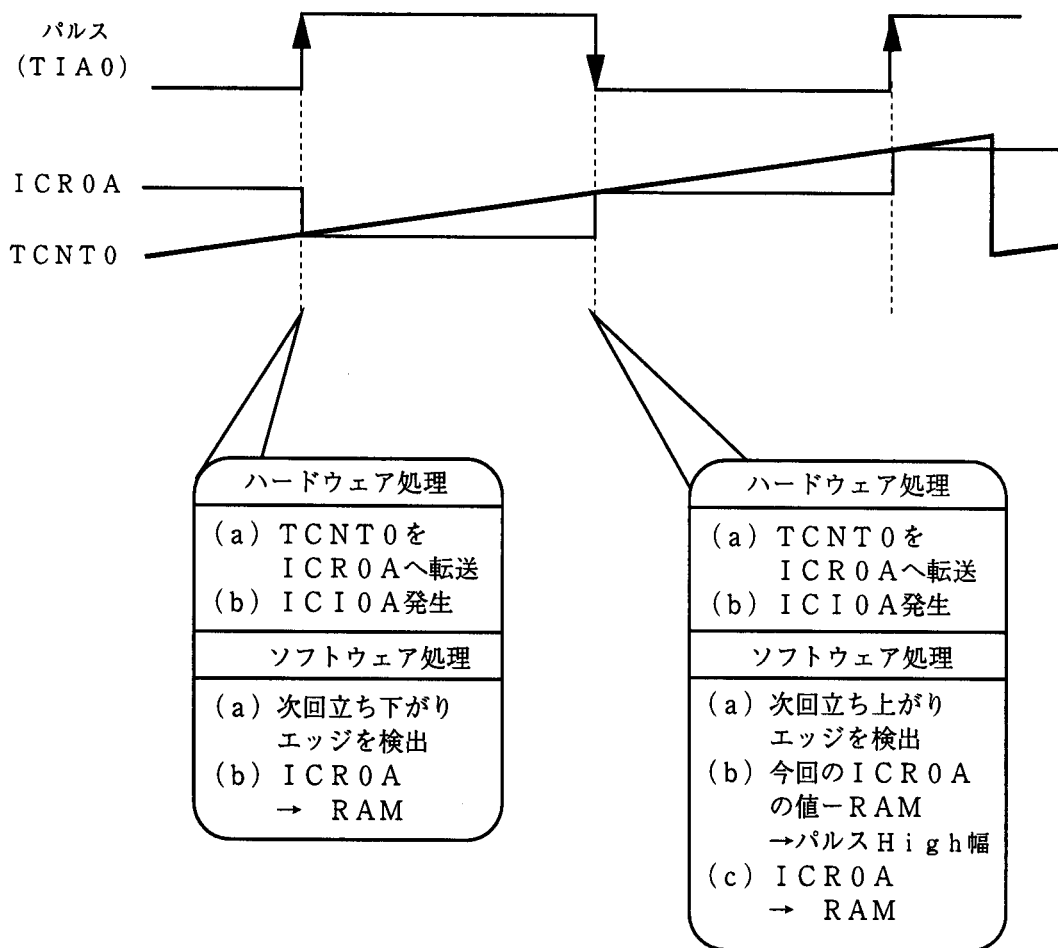 パルス
(TIA0)
ICR0A
TCNT0
ハードウェア処理
(a) TCNT0を
ICR0Aへ転送
(b) ICI0A発生
ソフトウェア処理
(a) 次回立ち下がり
エッジを検出
(b) ICR0A
→ RAM
ハードウェア処理
(a) TCNT0を
ICR0Aへ転送
(b) ICI0A発生
ソフトウェア処理
(a) 次回立ち上がり
エッジを検出
(b) 今回のICR0A
の値－RAM
→パルスHigh幅
(c) ICR0A
→ RAM